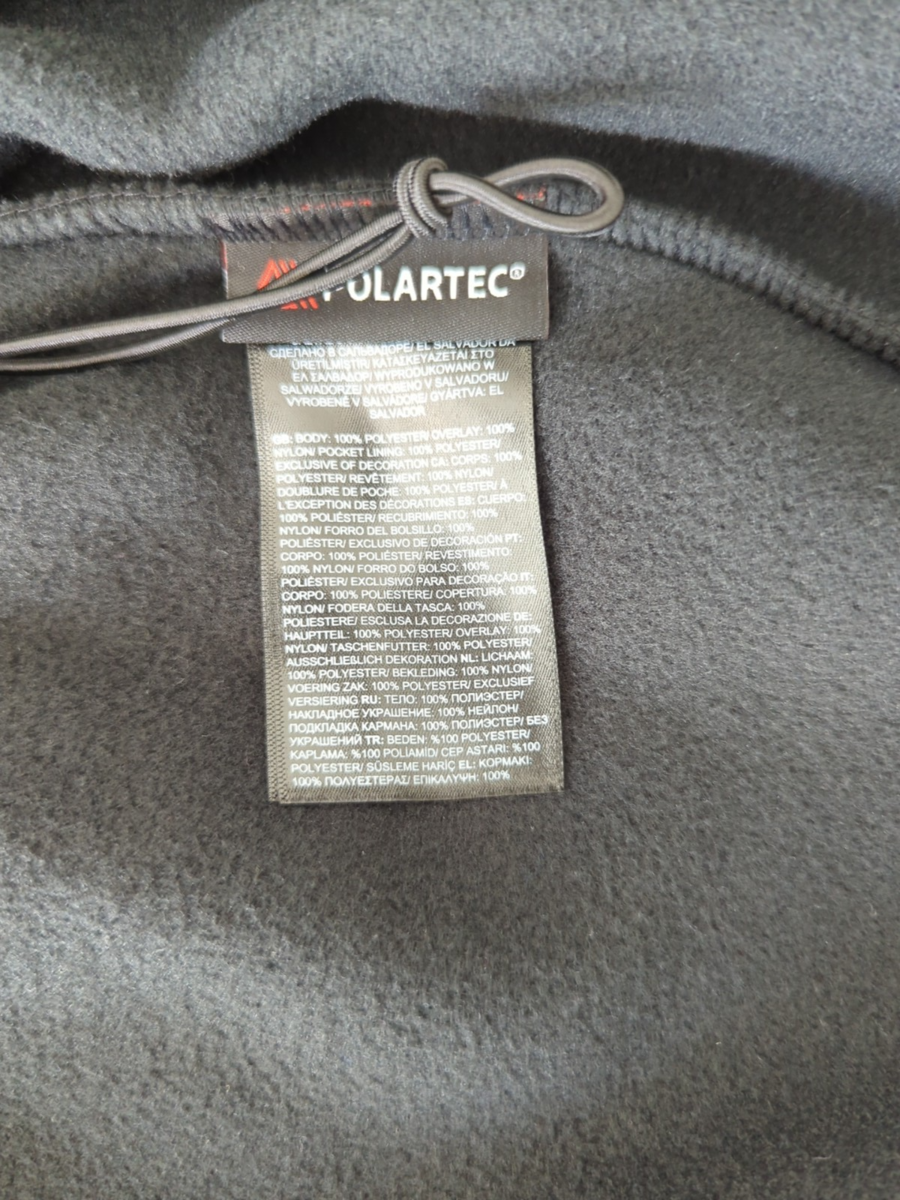 POLARTEC®
СДЕЛАНО В САЛЬВАДОРЕ/ EL SALVADOR'DA
ÜRETİLMİŞTİR/ ΚΑΤΑΣΚΕΥΑΖΕΤΑΙ ΣΤΟ
ΕΛ ΣΑΛΒΑΔΟΡ/ WYPRODUKOWANO W
SALWADORZE/ VYROBENO V SALVADORU/
VYROBENÉ V SALVÁDORE/ GYÁRTVA: EL
SALVADOR
GB: BODY: 100% POLYESTER/ OVERLAY: 100%
NYLON/ POCKET LINING: 100% POLYESTER/
EXCLUSIVE OF DECORATION CA: CORPS: 100%
POLYESTER/ REVÊTEMENT: 100% NYLON/
DOUBLURE DE POCHE: 100% POLYESTER/ À
L'EXCEPTION DES DÉCORATIONS ES: CUERPO:
100% POLIÉSTER/ RECUBRIMIENTO: 100%
NYLON/ FORRO DEL BOLSILLO: 100%
POLIÉSTER/ EXCLUSIVO DE DECORACIÓN PT:
CORPO: 100% POLIÉSTER/ REVESTIMENTO:
100% NYLON/ FORRO DO BOLSO: 100%
POLIÉSTER/ EXCLUSIVO PARA DECORAÇÃO IT:
CORPO: 100% POLIESTERE/ COPERTURA: 100%
NYLON/ FODERA DELLA TASCA: 100%
POLIESTERE/ ESCLUSA LA DECORAZIONE DE:
HAUPTTEIL: 100% POLYESTER/ OVERLAY: 100%
NYLON/ TASCHENFUTTER: 100% POLYESTER/
AUSSCHLIEßLICH DEKORATION NL: LICHAAM:
100% POLYESTER/ BEKLEDING: 100% NYLON/
VOERING ZAK: 100% POLYESTER/ EXCLUSIEF
VERSIERING RU: ТЕЛО: 100% ПОЛИЭСТЕР/
НАКЛАДНОЕ УКРАШЕНИЕ: 100% НЕЙЛОН/
ПОДКЛАДКА КАРМАНА: 100% ПОЛИЭСТЕР/ БЕЗ
УКРАШЕНИЙ TR: BEDEN: %100 POLYESTER/
KAPLAMA: %100 POLİAMİD/ CEP ASTARI: %100
POLYESTER/ SÜSLEME HARİÇ EL: ΚΟΡΜΑΚΙ:
100% ΠΟΛΥΕΣΤΕΡΑΣ/ ΕΠΙΚΑΛΥΨΗ: 100%